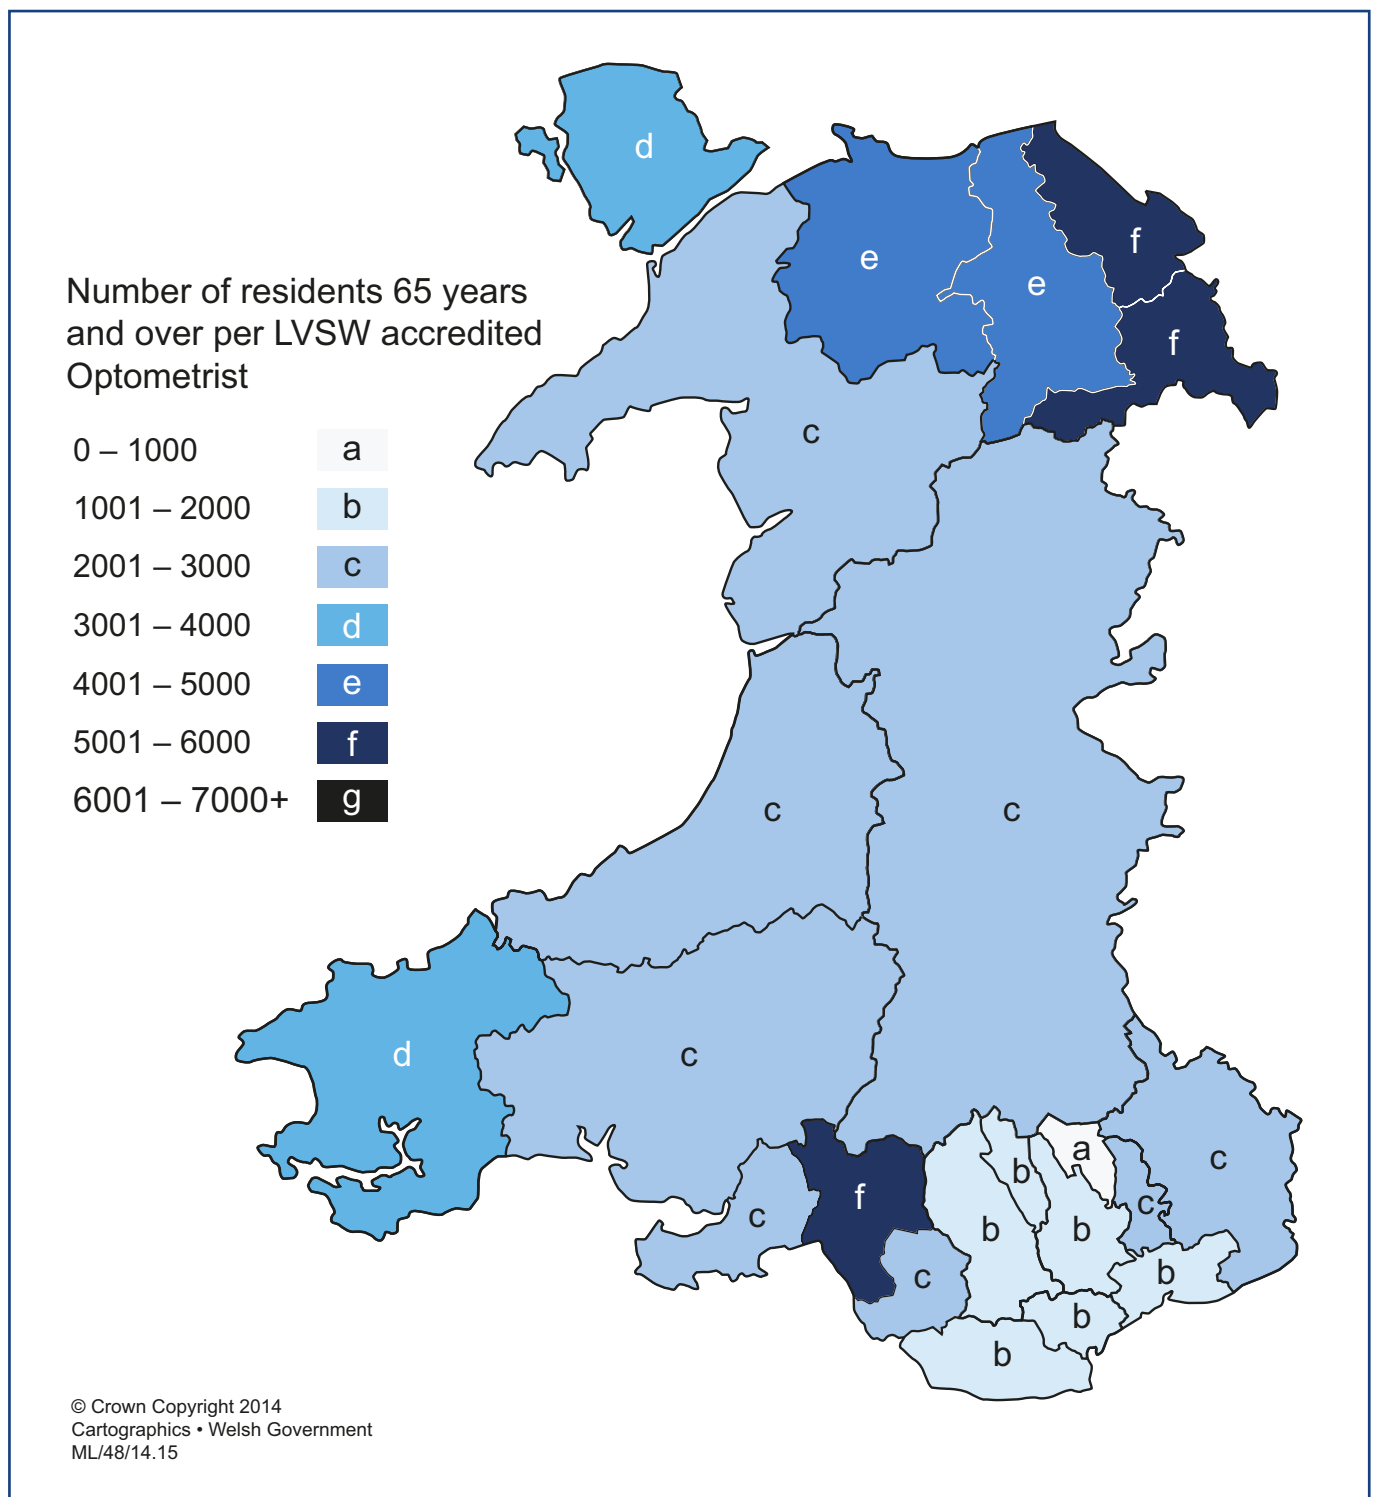 Number of residents 65 years
and over per LVSW accredited
Optometrist
0 – 1000 a
1001 – 2000 b
2001 – 3000 c
3001 – 4000 d
4001 – 5000 e
5001 – 6000 f
6001 – 7000+ g
d
e
e
f
f
c
c
c
d
c
c
f
c
b
b
a
b
c
c
b
b
b
© Crown Copyright 2014
Cartographics • Welsh Government
ML/48/14.15